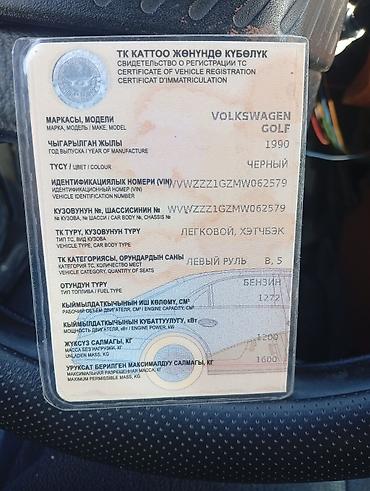 ТК КАТТОО ЖӨНҮНДӨ КҮБӨЛҮК
СВИДЕТЕЛЬСТВО О РЕГИСТРАЦИИ ТС
CERTIFICATE OF VEHICLE REGISTRATION
CERTIFICAT D'IMMATRICULATION
МАРКАСЫ, МОДЕЛИ VOLKSWAGEN
МАРКА, МОДЕЛЬ / MAKE, MODEL GOLF
ЧЫГАРЫЛГАН ЖЫЛЫ 1990
ГОД ВЫПУСКА / YEAR OF MANUFACTURE
ТҮСҮ / ЦВЕТ / COLOUR ЧЕРНЫЙ
ИДЕНТИФИКАЦИЯЛЫК НОМЕРИ (VIN) WVWZZZ1GZMW062579
ИДЕНТИФИКАЦИОННЫЙ НОМЕР (VIN)
VEHICLE IDENTIFICATION NUMBER
КУЗОВУНУН №, ШАССИСИНИН № WVWZZZ1GZMW062579
№ КУЗОВА, № ШАССИ / CAR BODY №, CHASSIS №
ТК ТҮРҮ, КУЗОВУНУН ТҮРҮ ЛЕГКОВОЙ, ХЭТЧБЭК
ТИП ТС, ВИД КУЗОВА
VEHICLE TYPE, CAR BODY TYPE
ТК КАТЕГОРИЯСЫ, ОРУНДАРДЫН САНЫ ЛЕВЫЙ РУЛЬ B, 5
КАТЕГОРИЯ ТС, КОЛИЧЕСТВО МЕСТ
VEHICLE CATEGORY, QUANTITY OF SEATS
ОТУНДУН ТҮРҮ БЕНЗИН
ТИП ТОПЛИВА / FUEL TYPE
КЫЙМЫЛДАТКЫЧЫНЫН ИШ КӨЛӨМҮ, СМ³ 1272
РАБОЧИЙ ОБЪЕМ ДВИГАТЕЛЯ, СМ³ / ENGINE, CM³
КЫЙМЫЛДАТКЫЧЫНЫН КУБАТТУУЛУГУ, кВт
МОЩНОСТЬ ДВИГАТЕЛЯ, кВт / ENGINE POWER, kW
ЖҮКСҮЗ САЛМАГЫ, КГ 1200
МАССА БЕЗ НАГРУЗКИ, КГ
UNLADEN MASS, KG
УРУКСАТ БЕРИЛГЕН МАКСИМАЛДУУ САЛМАГЫ, КГ 1600
МАКСИМАЛЬНАЯ РАЗРЕШЕННАЯ МАССА, КГ
MAXIMUM PERMISSIBLE MASS, KG